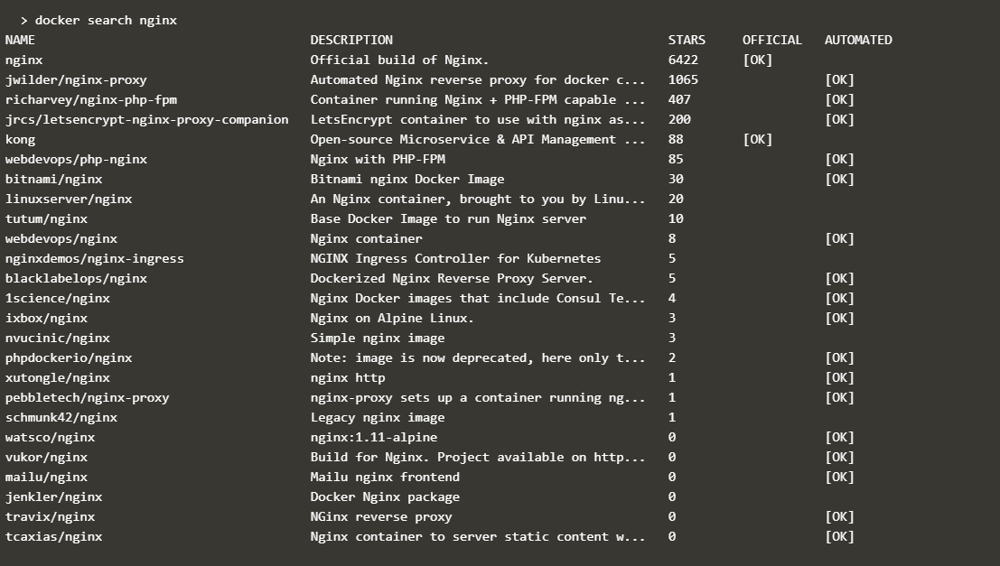 > docker search nginx
NAME DESCRIPTION STARS OFFICIAL AUTOMATED
nginx Official build of Nginx. 6422 [OK]
jwilder/nginx-proxy Automated Nginx reverse proxy for docker c... 1065 [OK]
richarvey/nginx-php-fpm Container running Nginx + PHP-FPM capable ... 407 [OK]
jrcs/letsencrypt-nginx-proxy-companion LetsEncrypt container to use with nginx as... 200 [OK]
kong Open-source Microservice & API Management ... 88 [OK]
webdevops/php-nginx Nginx with PHP-FPM 85 [OK]
bitnami/nginx Bitnami nginx Docker Image 30 [OK]
linuxserver/nginx An Nginx container, brought to you by Linu... 20
tutum/nginx Base Docker Image to run Nginx server 10
webdevops/nginx Nginx container 8 [OK]
nginxdemos/nginx-ingress NGINX Ingress Controller for Kubernetes 5
blacklabelops/nginx Dockerized Nginx Reverse Proxy Server. 5 [OK]
1science/nginx Nginx Docker images that include Consul Te... 4 [OK]
ixbox/nginx Nginx on Alpine Linux. 3 [OK]
nvucinic/nginx Simple nginx image 3
phpdockerio/nginx Note: image is now deprecated, here only t... 2 [OK]
xutongle/nginx nginx http 1 [OK]
pebbletech/nginx-proxy nginx-proxy sets up a container running ng... 1 [OK]
schmunk42/nginx Legacy nginx image 1
watsco/nginx nginx:1.11-alpine 0 [OK]
vukor/nginx Build for Nginx. Project available on http... 0 [OK]
mailu/nginx Mailu nginx frontend 0 [OK]
jenkler/nginx Docker Nginx package 0
travix/nginx NGinx reverse proxy 0 [OK]
tcaxias/nginx Nginx container to server static content w... 0 [OK]